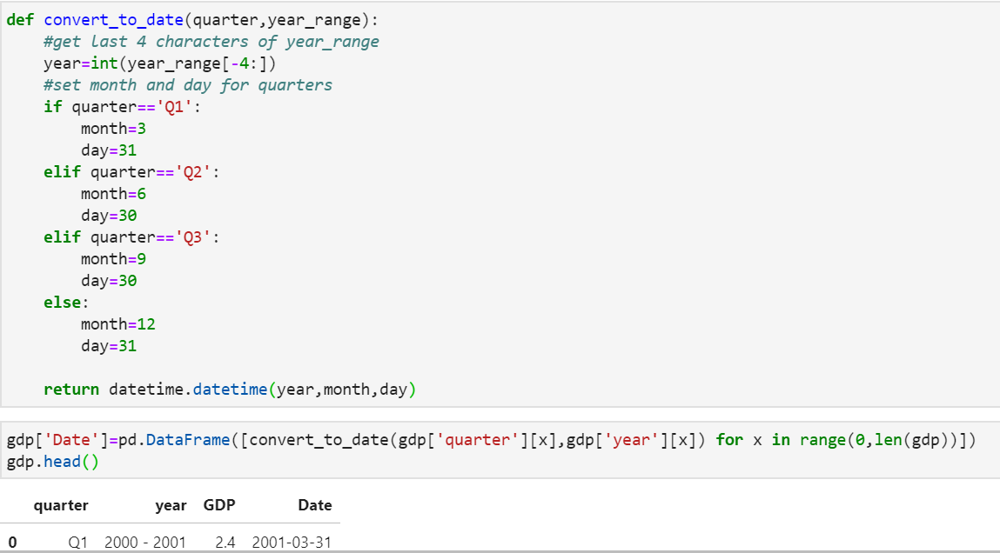 def convert_to_date(quarter,year_range):
    #get last 4 characters of year_range
    year=int(year_range[-4:])
    #set month and day for quarters
    if quarter=='Q1':
        month=3
        day=31
    elif quarter=='Q2':
        month=6
        day=30
    elif quarter=='Q3':
        month=9
        day=30
    else:
        month=12
        day=31
    return datetime.datetime(year,month,day)
gdp['Date']=pd.DataFrame([convert_to_date(gdp['quarter'][x],gdp['year'][x]) for x in range(0,len(gdp))])
gdp.head()
quarter year GDP Date
0 Q1 2000 - 2001 2.4 2001-03-31